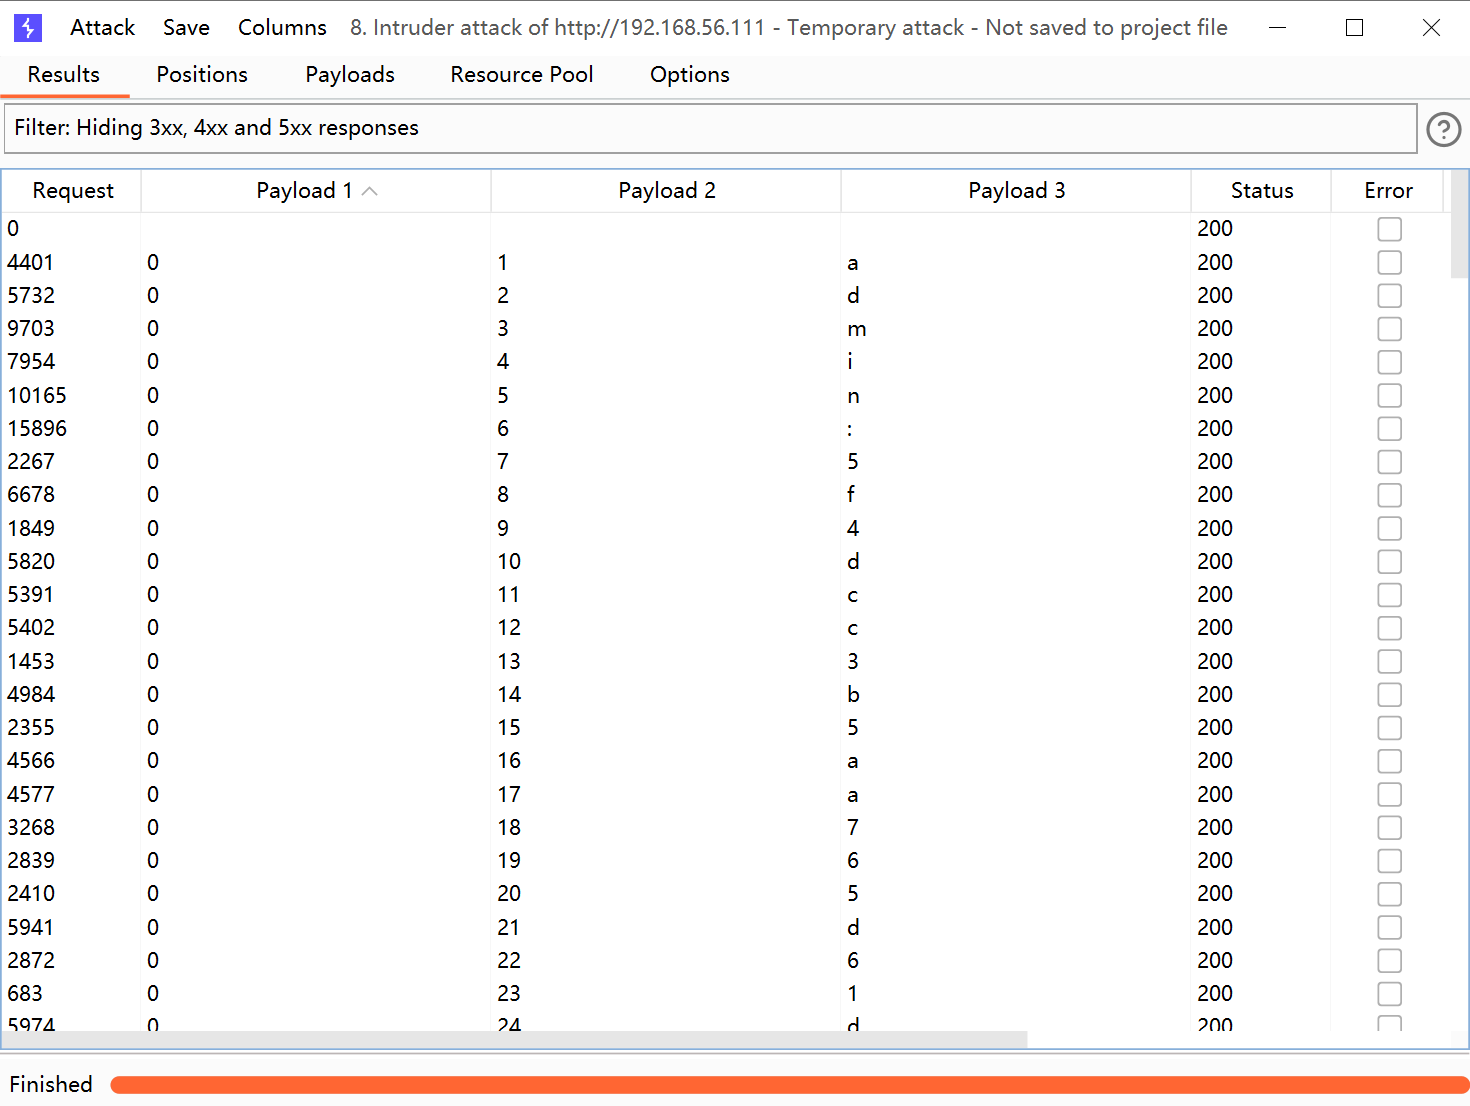 Attack Save Columns 8. Intruder attack of http://192.168.56.111 - Temporary attack - Not saved to project file
Results Positions Payloads Resource Pool Options
Filter: Hiding 3xx, 4xx and 5xx responses
Request Payload 1 Payload 2 Payload 3 Status Error
0 200
4401 0 1 a 200
5732 0 2 d 200
9703 0 3 m 200
7954 0 4 i 200
10165 0 5 n 200
15896 0 6 : 200
2267 0 7 5 200
6678 0 8 f 200
1849 0 9 4 200
5820 0 10 d 200
5391 0 11 c 200
5402 0 12 c 200
1453 0 13 3 200
4984 0 14 b 200
2355 0 15 5 200
4566 0 16 a 200
4577 0 17 a 200
3268 0 18 7 200
2839 0 19 6 200
2410 0 20 5 200
5941 0 21 d 200
2872 0 22 6 200
683 0 23 1 200
5974 0 24 d 200
Finished